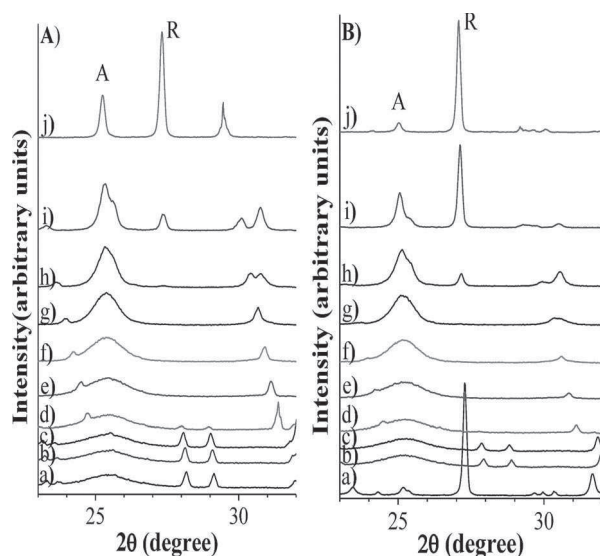 A)
R
A
j)
i)
h)
g)
f)
e)
d)
c)
b)
a)
25
30
2θ (degree)
Intensity(arbitrary units)
B)
R
A
j)
i)
h)
g)
f)
e)
d)
c)
b)
a)
25
30
2θ (degree)
Intensity (arbitrary units)